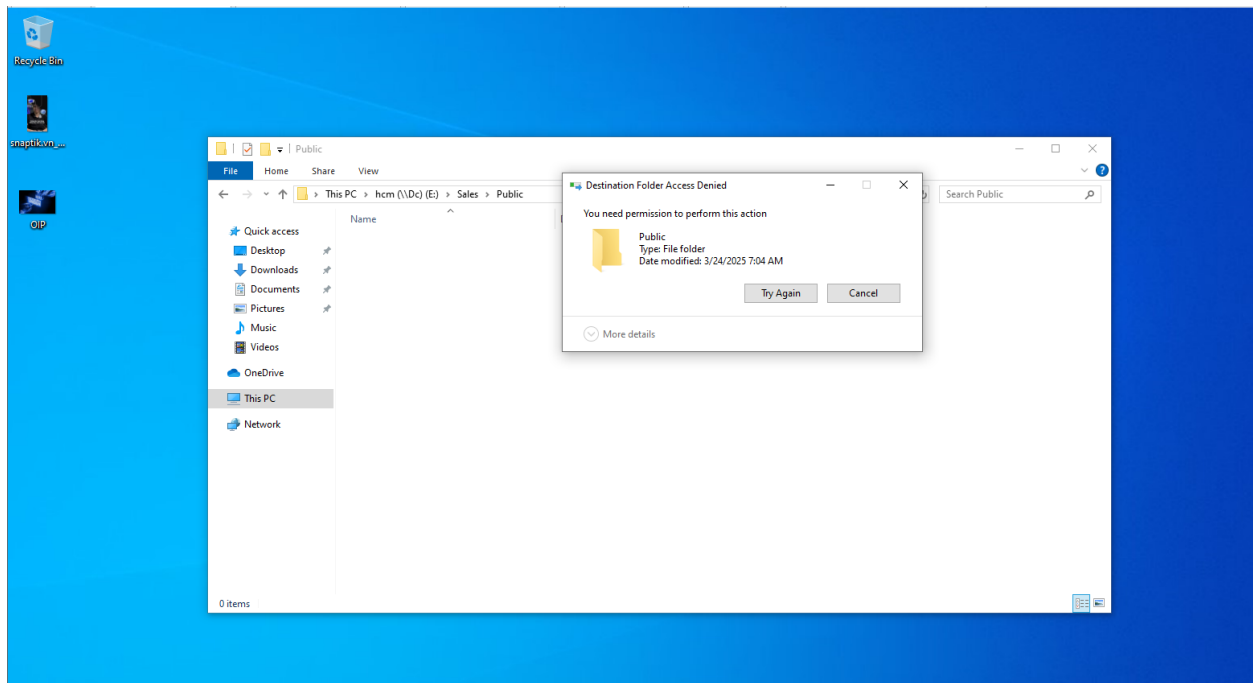 Recycle Bin
snaptik.vn_...
OIP
Public
File Home Share View
This PC > hcm (\\Dc) (E:) > Sales > Public
Search Public
Name
Quick access
Desktop
Downloads
Documents
Pictures
Music
Videos
OneDrive
This PC
Network
0 items
Destination Folder Access Denied
You need permission to perform this action
Public
Type: File folder
Date modified: 3/24/2025 7:04 AM
Try Again Cancel
More details